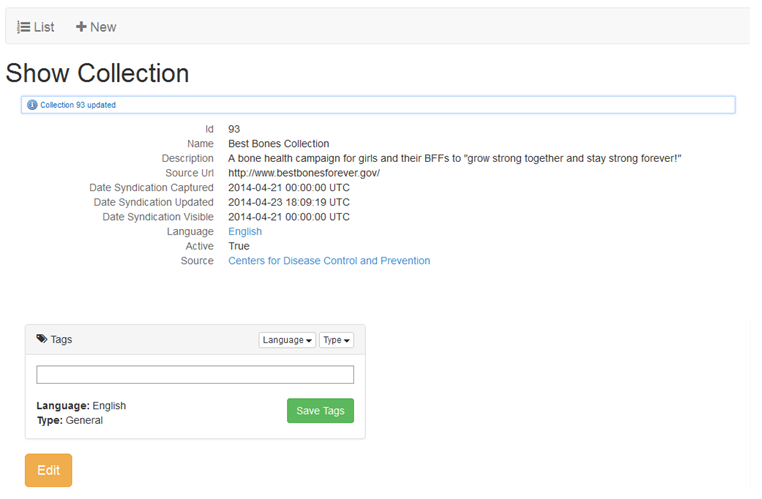 List New
Show Collection
Collection 93 updated
Id 93
Name Best Bones Collection
Description A bone health campaign for girls and their BFFs to "grow strong together and stay strong forever!"
Source Url http://www.bestbonesforever.gov/
Date Syndication Captured 2014-04-21 00:00:00 UTC
Date Syndication Updated 2014-04-23 18:09:19 UTC
Date Syndication Visible 2014-04-21 00:00:00 UTC
Language English
Active True
Source Centers for Disease Control and Prevention
Tags Language Type
Language: English
Type: General
Save Tags
Edit